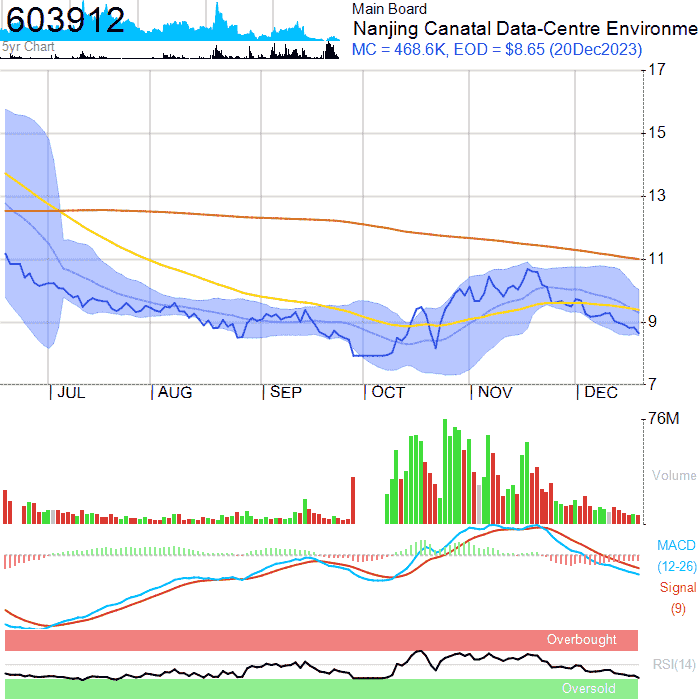 603912
5yr Chart
Main Board
Nanjing Canatal Data-Centre Environme
MC = 468.6K, EOD = $8.65 (20Dec2023)
17
15
13
11
9
7
JUL AUG SEP OCT NOV DEC
76M
Volume
MACD
(12-26)
Signal
(9)
Overbought
RSI(14)
Oversold